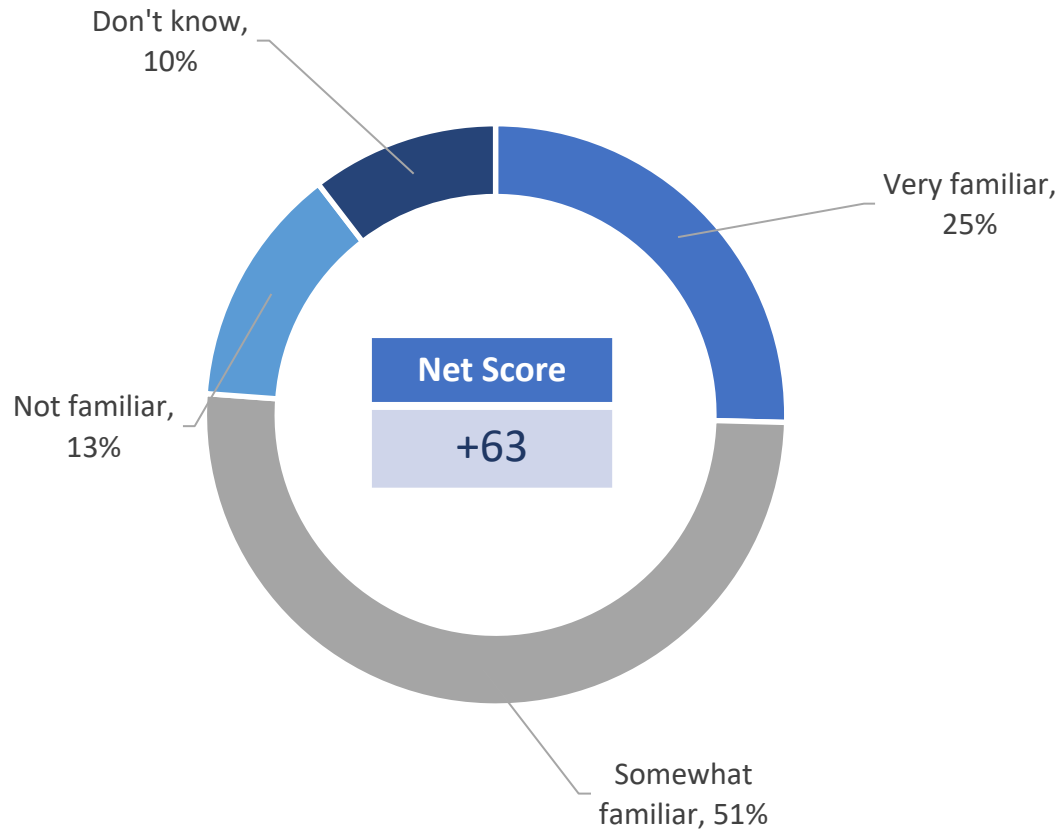 Don't know,
10%
Very familiar,
25%
Net Score
+63
Not familiar,
13%
Somewhat
familiar, 51%